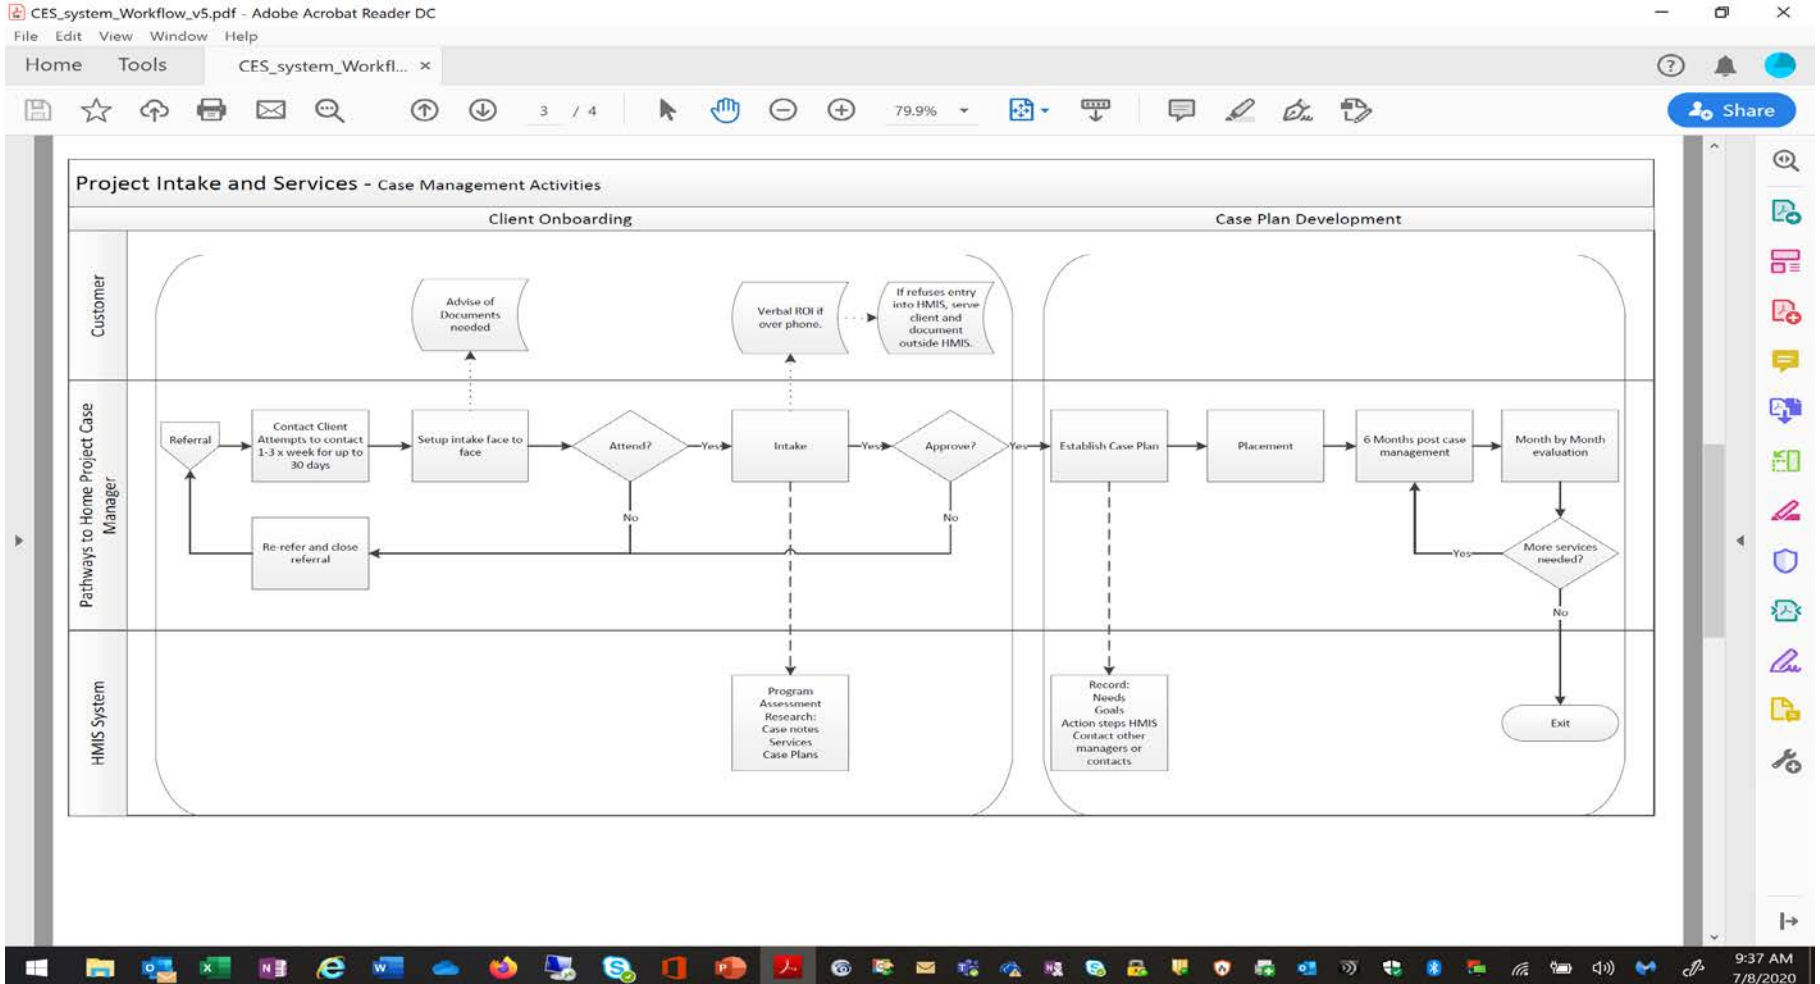 CES_system_Workflow_v5.pdf - Adobe Acrobat Reader DC
File Edit View Window Help
Home Tools CES_system_Workfl... ×
3 / 4 79.9% Share
Project Intake and Services - Case Management Activities
Client Onboarding
Case Plan Development
Customer
Advise of
Documents
needed
Verbal ROI if
over phone.
If refuses entry
into HMIS, serve
client and
document
outside HMIS.
Pathways to Home Project Case
Manager
Referral
Contact Client
Attempts to contact
1-3 x week for up to
30 days
Setup intake face to
face
Attend?
Yes
Intake
Yes
Approve?
Yes
Establish Case Plan
Placement
6 Months post case
management
Month by Month
evaluation
No
No
Re-refer and close
referral
Yes
More services
needed?
No
HMIS System
Program
Assessment
Research:
Case notes
Services
Case Plans
Record:
Needs
Goals
Action steps HMIS
Contact other
managers or
contacts
Exit
9:37 AM
7/8/2020